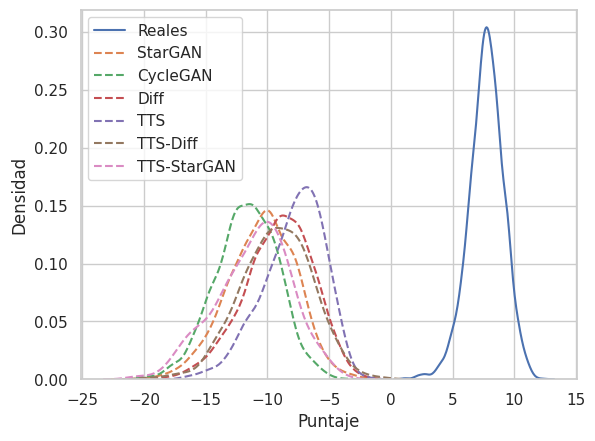 Reales
StarGAN
CycleGAN
Diff
TTS
TTS-Diff
TTS-StarGAN
Densidad
0.30
0.25
0.20
0.15
0.10
0.05
0.00
−25 −20 −15 −10 −5 0 5 10 15
Puntaje